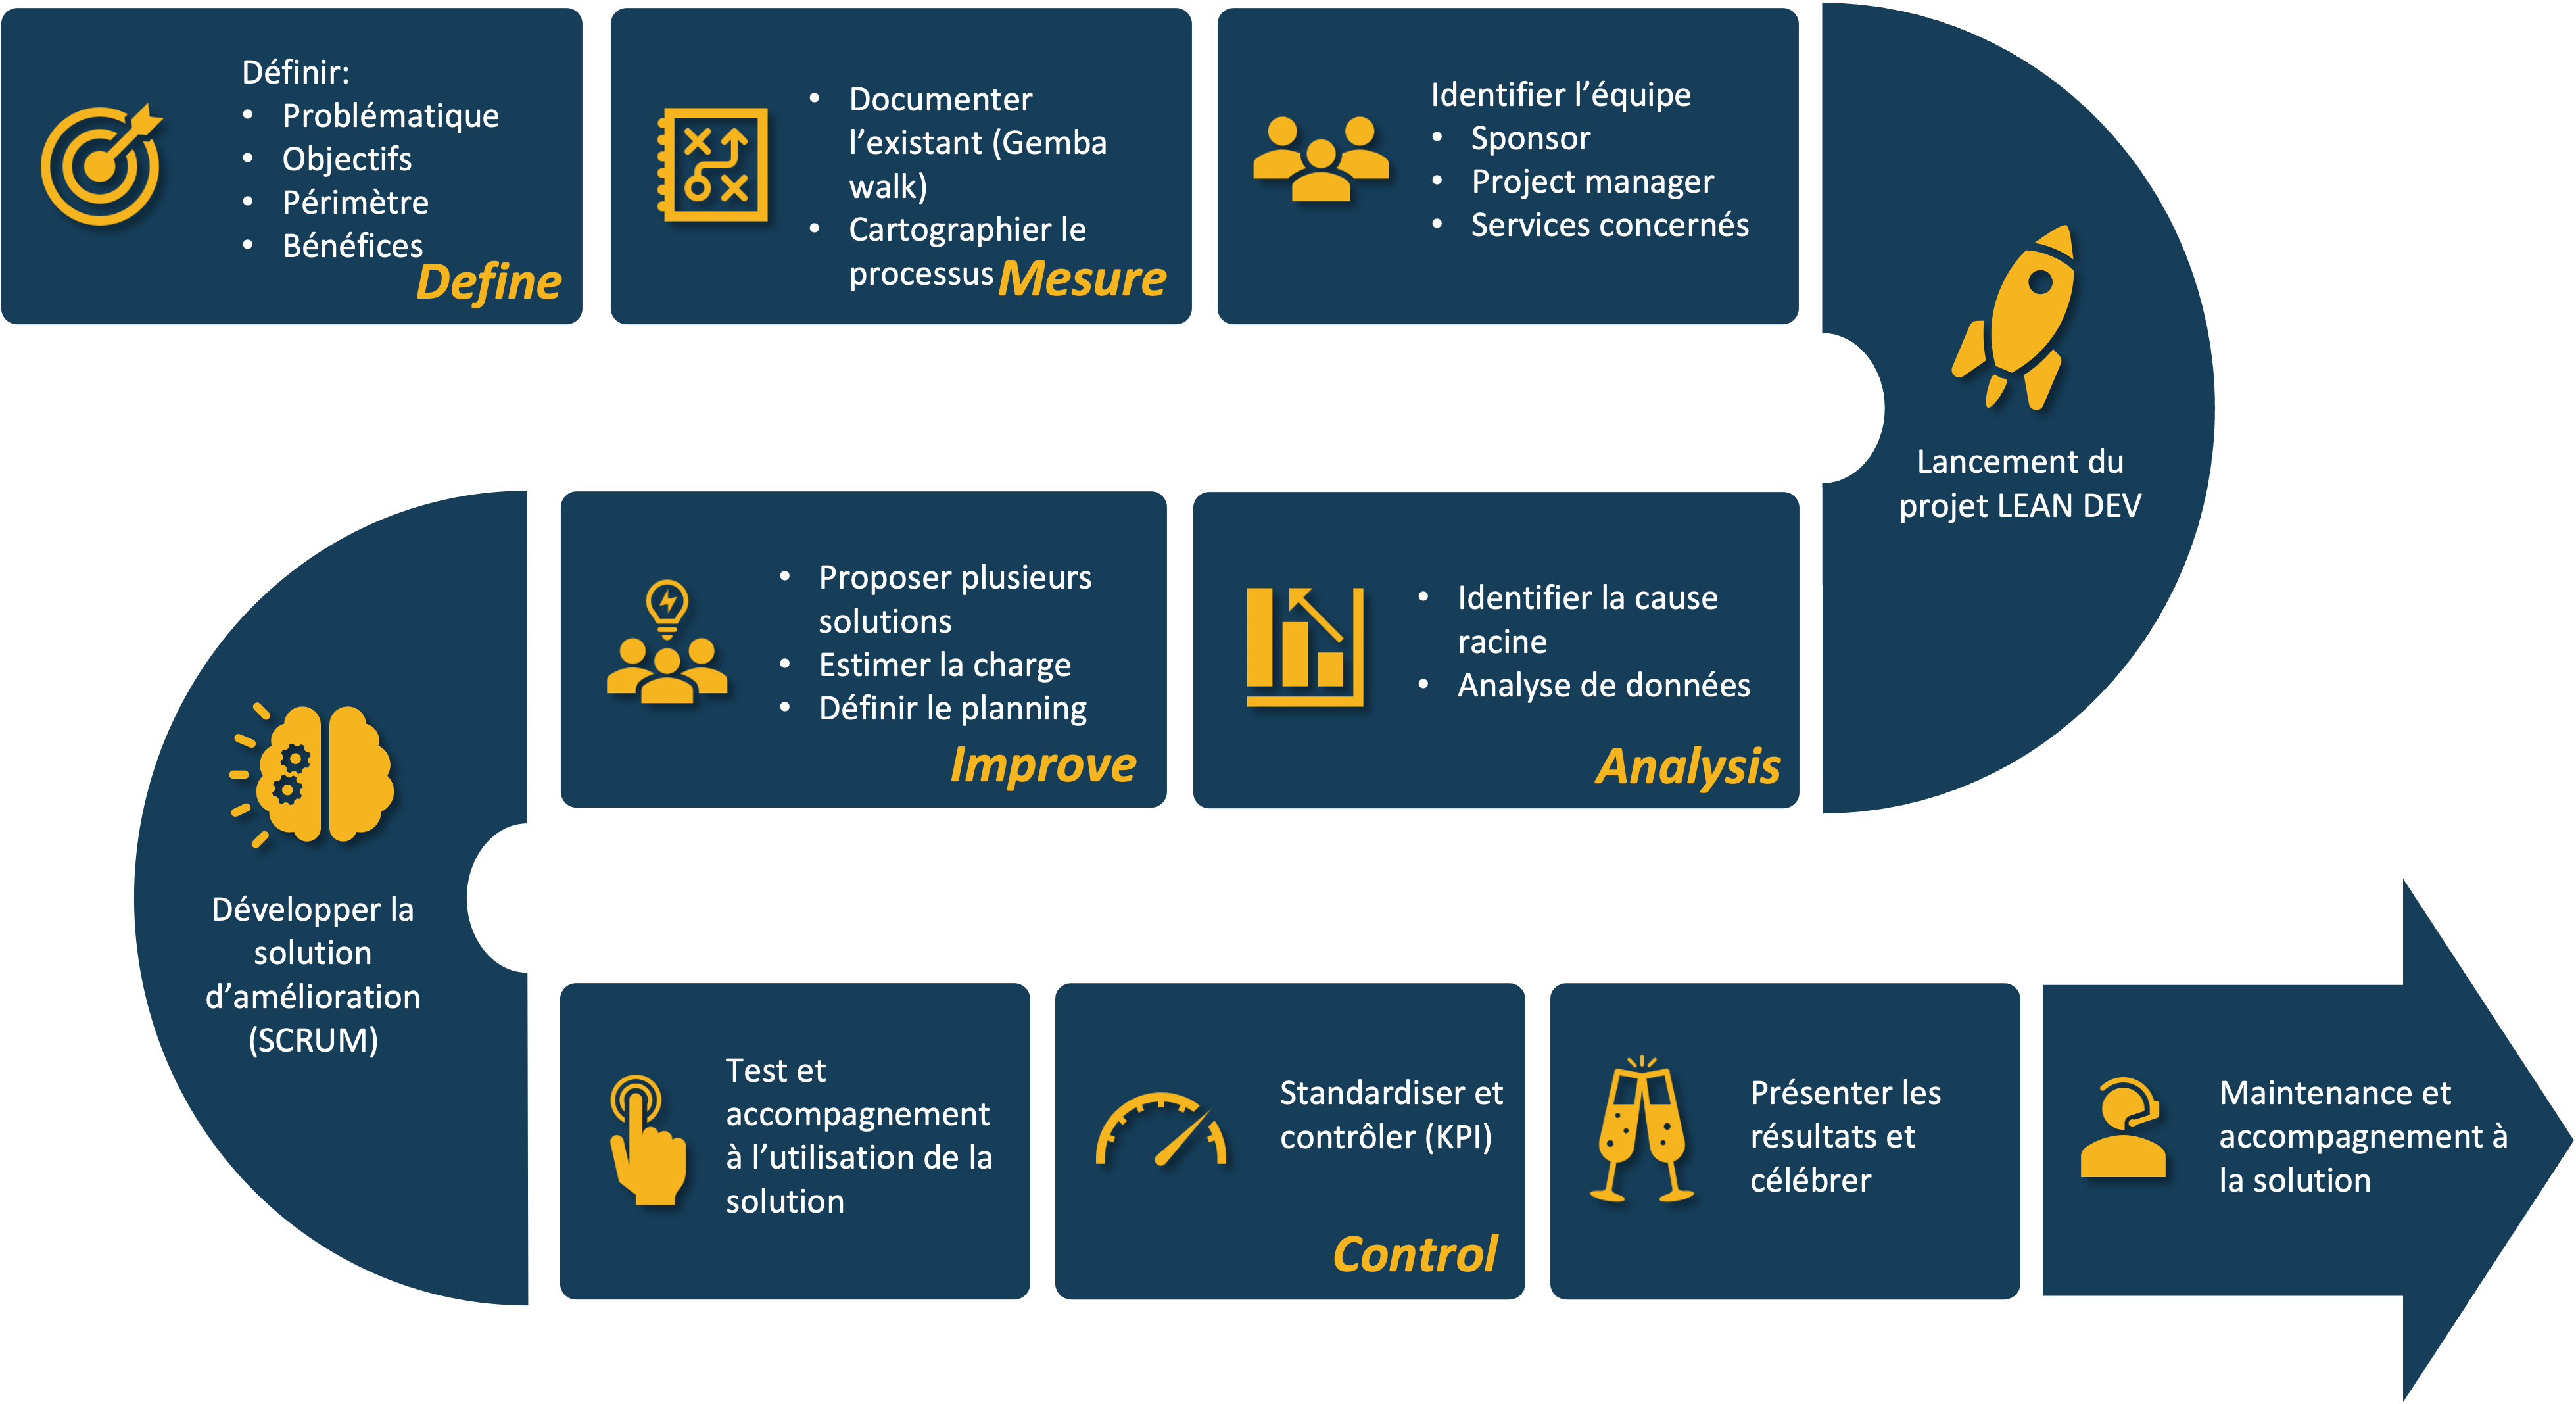 Définir:
• Problématique
• Objectifs
• Périmètre
• Bénéfices
Define
• Documenter
l’existant (Gemba
walk)
• Cartographier le
processus
Mesure
Identifier l’équipe
• Sponsor
• Project manager
• Services concernés
Lancement du
projet LEAN DEV
• Identifier la cause
racine
• Analyse de données
Analysis
• Proposer plusieurs
solutions
• Estimer la charge
• Définir le planning
Improve
Développer la
solution
d’amélioration
(SCRUM)
Test et
accompagnement
à l’utilisation de la
solution
Standardiser et
contrôler (KPI)
Control
Présenter les
résultats et
célébrer
Maintenance et
accompagnement à
la solution